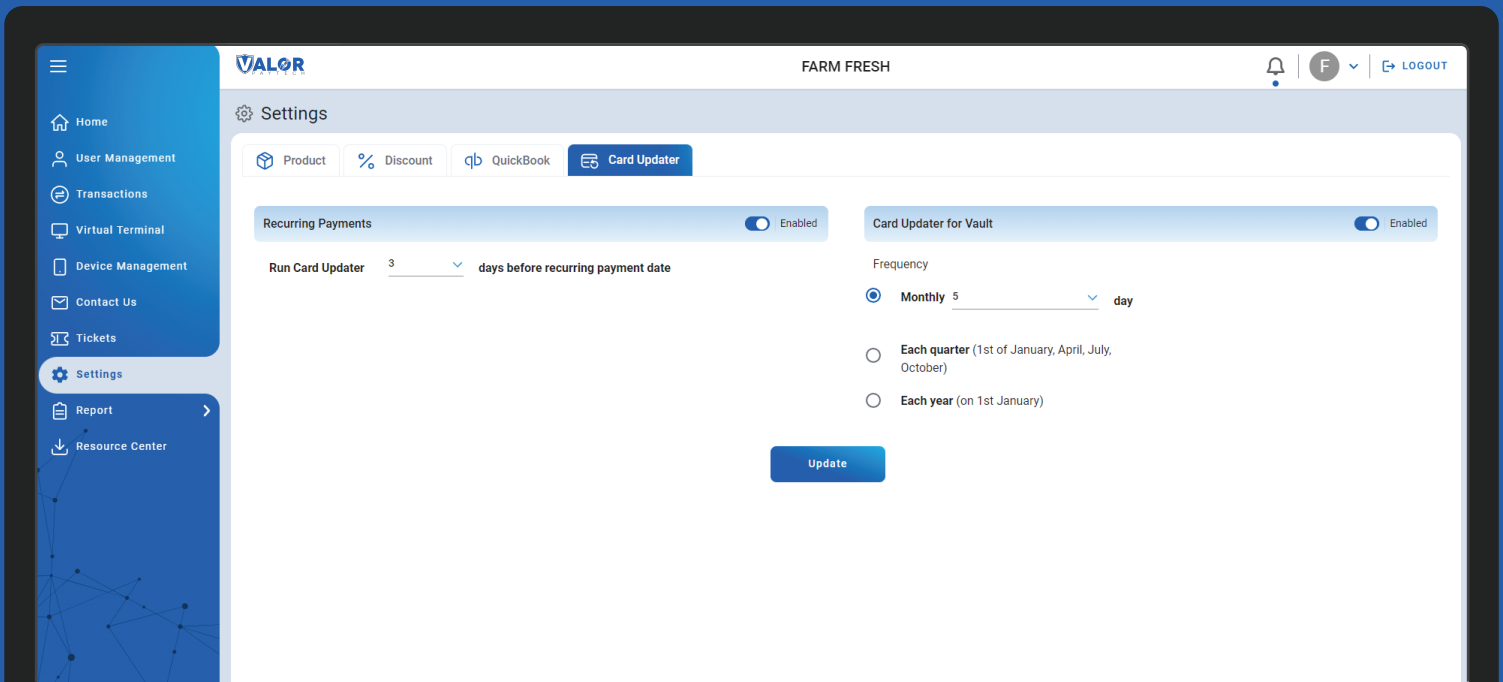 VALOR
PAYTECH
FARM FRESH
F
LOGOUT
Home
User Management
Transactions
Virtual Terminal
Device Management
Contact Us
Tickets
Settings
Report
Resource Center
Settings
Product
Discount
qb QuickBook
Card Updater
Recurring Payments
Enabled
Run Card Updater 3 days before recurring payment date
Card Updater for Vault
Enabled
Frequency
Monthly 5 day
Each quarter (1st of January, April, July,
October)
Each year (on 1st January)
Update